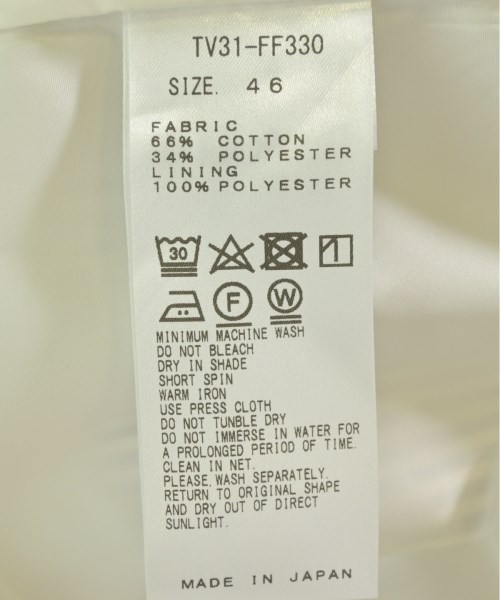 TV31-FF330
SIZE. 46
FABRIC
66% COTTON
34% POLYESTER
LINING
100% POLYESTER
30
F W
MINIMUM MACHINE WASH
DO NOT BLEACH
DRY IN SHADE
SHORT SPIN
WARM IRON
USE PRESS CLOTH
DO NOT TUNBLE DRY
DO NOT IMMERSE IN WATER FOR
A PROLONGED PERIOD OF TIME.
CLEAN IN NET.
PLEASE, WASH SEPARATELY.
RETURN TO ORIGINAL SHAPE
AND DRY OUT OF DIRECT
SUNLIGHT.
MADE IN JAPAN